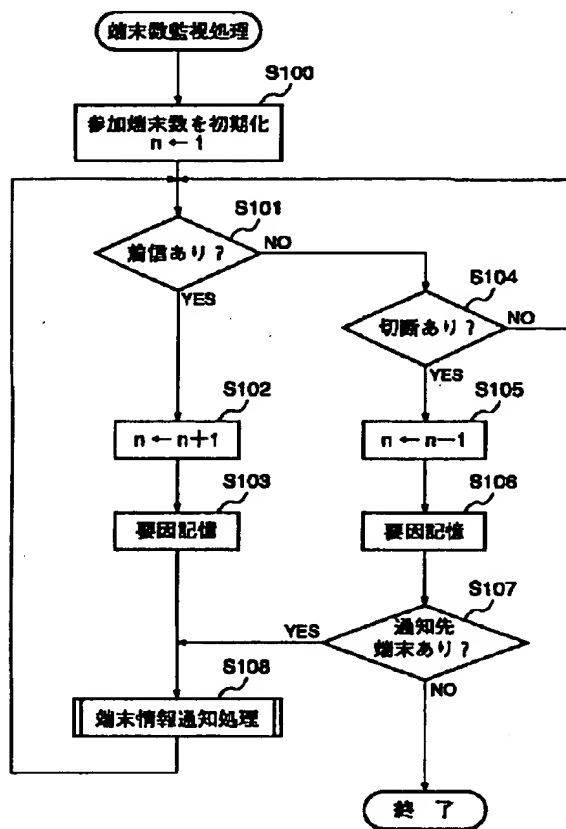 端末数監視処理
S100
参加端末数を初期化
n ← 1
S101
着信あり？
NO
YES
S104
切断あり？
NO
YES
S102
n ← n+1
S105
n ← n−1
S103
要因記憶
S106
要因記憶
S107
通知先
端末あり？
YES
NO
S108
端末情報通知処理
終 了